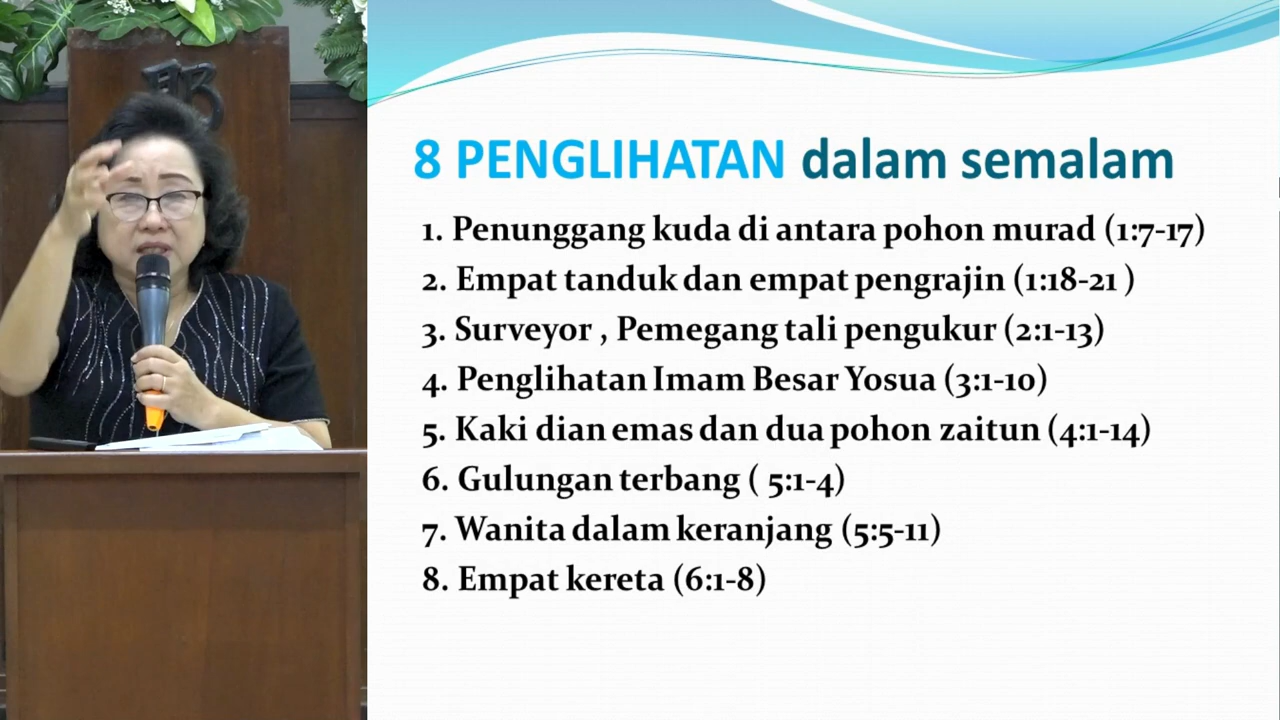 8 PENGLIHATAN dalam semalam
1. Penunggang kuda di antara pohon murad (1:7-17)
2. Empat tanduk dan empat pengrajin (1:18-21 )
3. Surveyor , Pemegang tali pengukur (2:1-13)
4. Penglihatan Imam Besar Yosua (3:1-10)
5. Kaki dian emas dan dua pohon zaitun (4:1-14)
6. Gulungan terbang ( 5:1-4)
7. Wanita dalam keranjang (5:5-11)
8. Empat kereta (6:1-8)